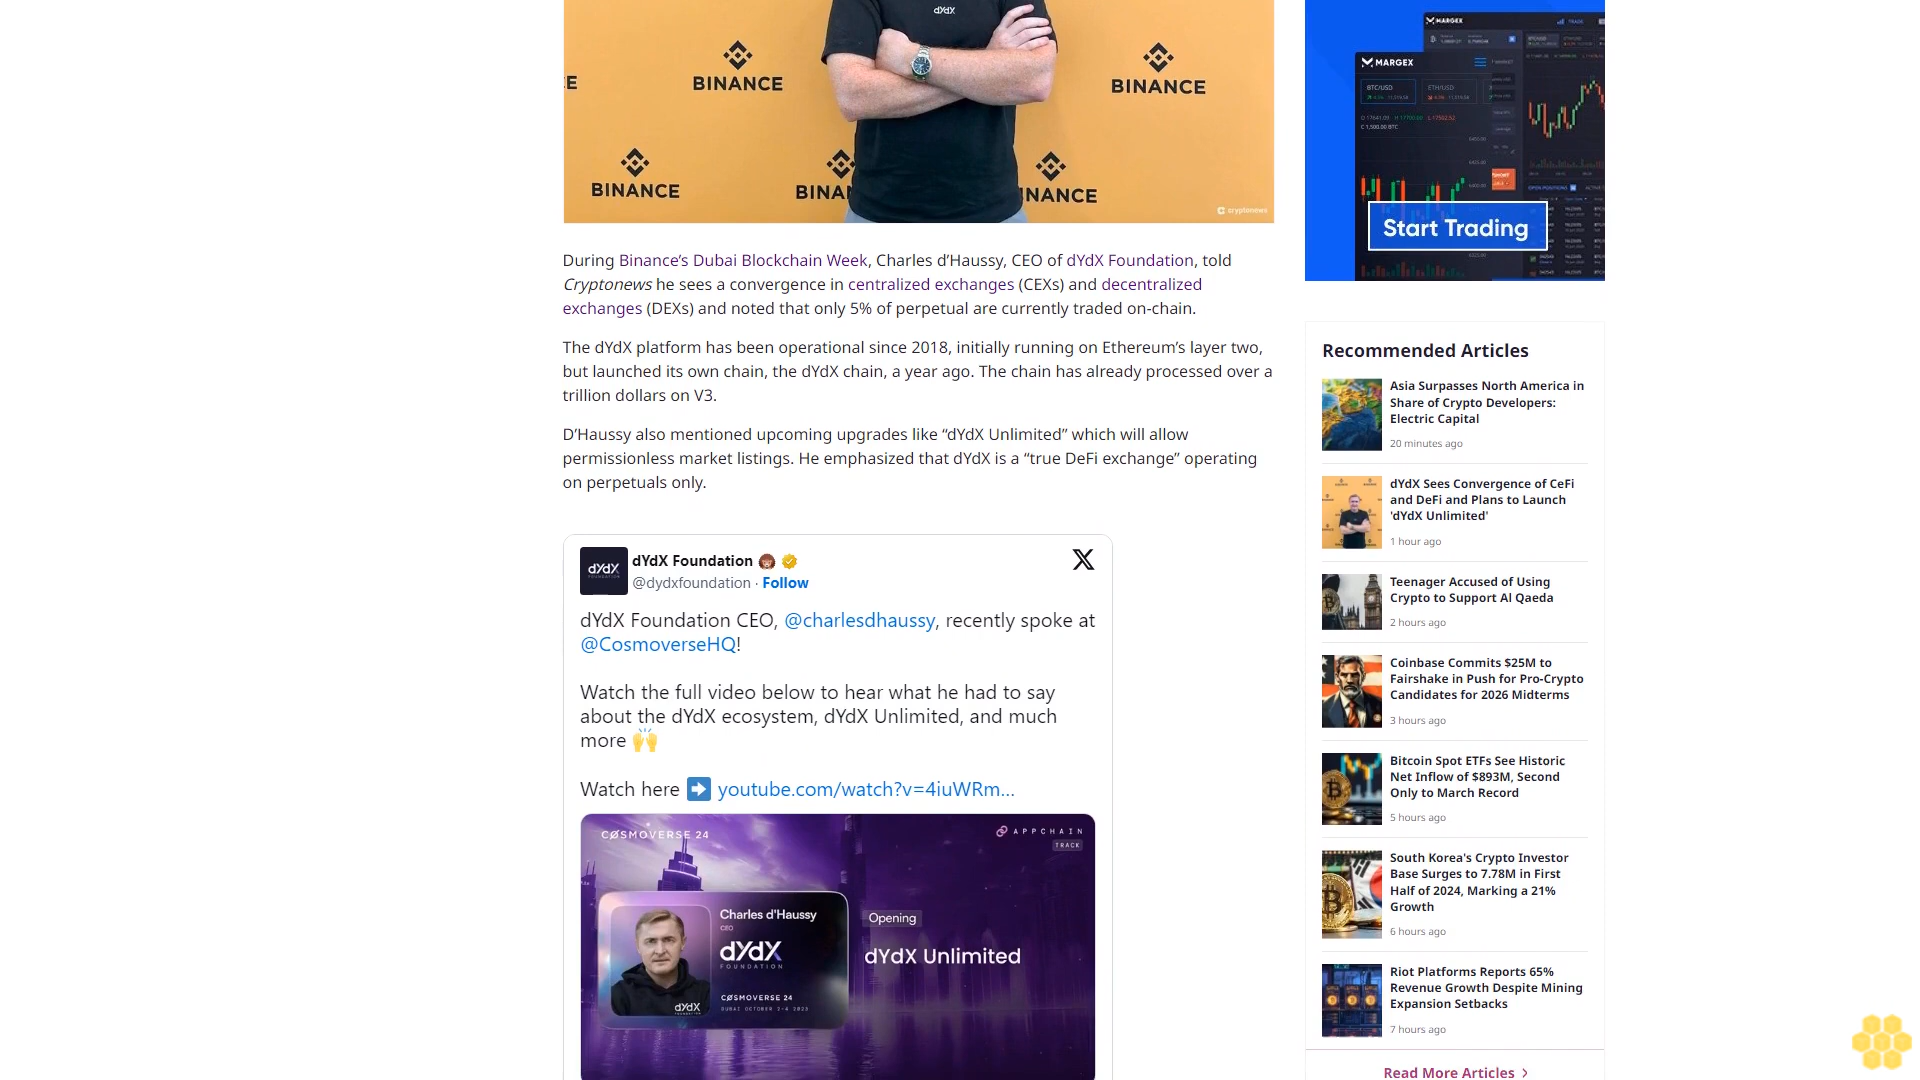 dYdX
BINANCE
BINANCE
E
BINANCE
BINA
NANCE
cryptonews
MARGEX
TRADE
MARGEX
BTC/USD
ETH/USD
Start Trading
During Binance’s Dubai Blockchain Week, Charles d’Haussy, CEO of dYdX Foundation, told
Cryptonews he sees a convergence in centralized exchanges (CEXs) and decentralized
exchanges (DEXs) and noted that only 5% of perpetual are currently traded on-chain.
The dYdX platform has been operational since 2018, initially running on Ethereum’s layer two,
but launched its own chain, the dYdX chain, a year ago. The chain has already processed over a
trillion dollars on V3.
D’Haussy also mentioned upcoming upgrades like “dYdX Unlimited” which will allow
permissionless market listings. He emphasized that dYdX is a “true DeFi exchange” operating
on perpetuals only.
dYdX
FOUNDATION
dYdX Foundation
@dydxfoundation · Follow
dYdX Foundation CEO, @charlesdhaussy, recently spoke at
@CosmoverseHQ!
Watch the full video below to hear what he had to say
about the dYdX ecosystem, dYdX Unlimited, and much
more 🙌
Watch here ➡️ youtube.com/watch?v=4iuWRm...
CØSMOVERSE 24
APPCHAIN
TRACK
Charles d'Haussy
CEO
dYdX
FOUNDATION
CØSMOVERSE 24
dYdX
Opening
dYdX Unlimited
Recommended Articles
Asia Surpasses North America in
Share of Crypto Developers:
Electric Capital
20 minutes ago
dYdX Sees Convergence of CeFi
and DeFi and Plans to Launch
'dYdX Unlimited'
1 hour ago
Teenager Accused of Using
Crypto to Support Al Qaeda
2 hours ago
Coinbase Commits $25M to
Fairshake in Push for Pro-Crypto
Candidates for 2026 Midterms
3 hours ago
Bitcoin Spot ETFs See Historic
Net Inflow of $893M, Second
Only to March Record
5 hours ago
South Korea's Crypto Investor
Base Surges to 7.78M in First
Half of 2024, Marking a 21%
Growth
6 hours ago
Riot Platforms Reports 65%
Revenue Growth Despite Mining
Expansion Setbacks
7 hours ago
Read More Articles